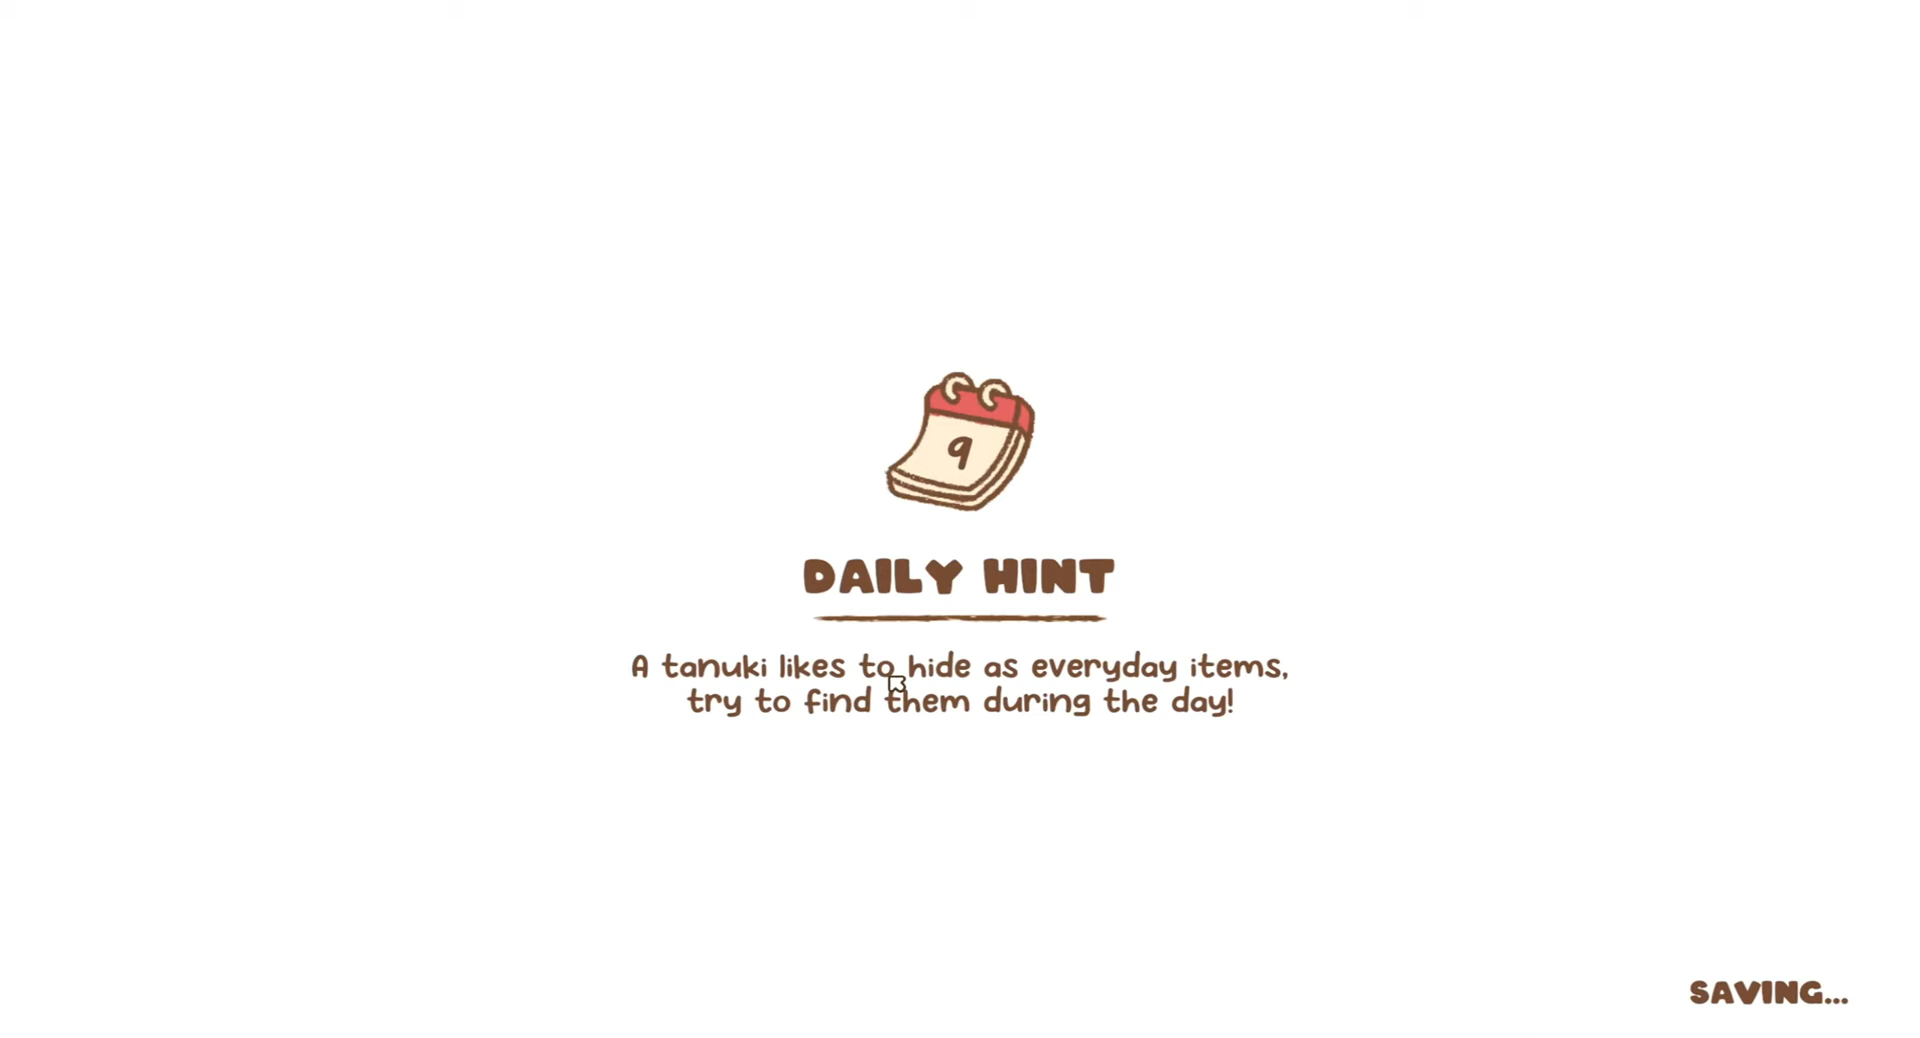 9
DAILY HINT
A tanuki likes to hide as everyday items,
try to find them during the day!
SAVING...